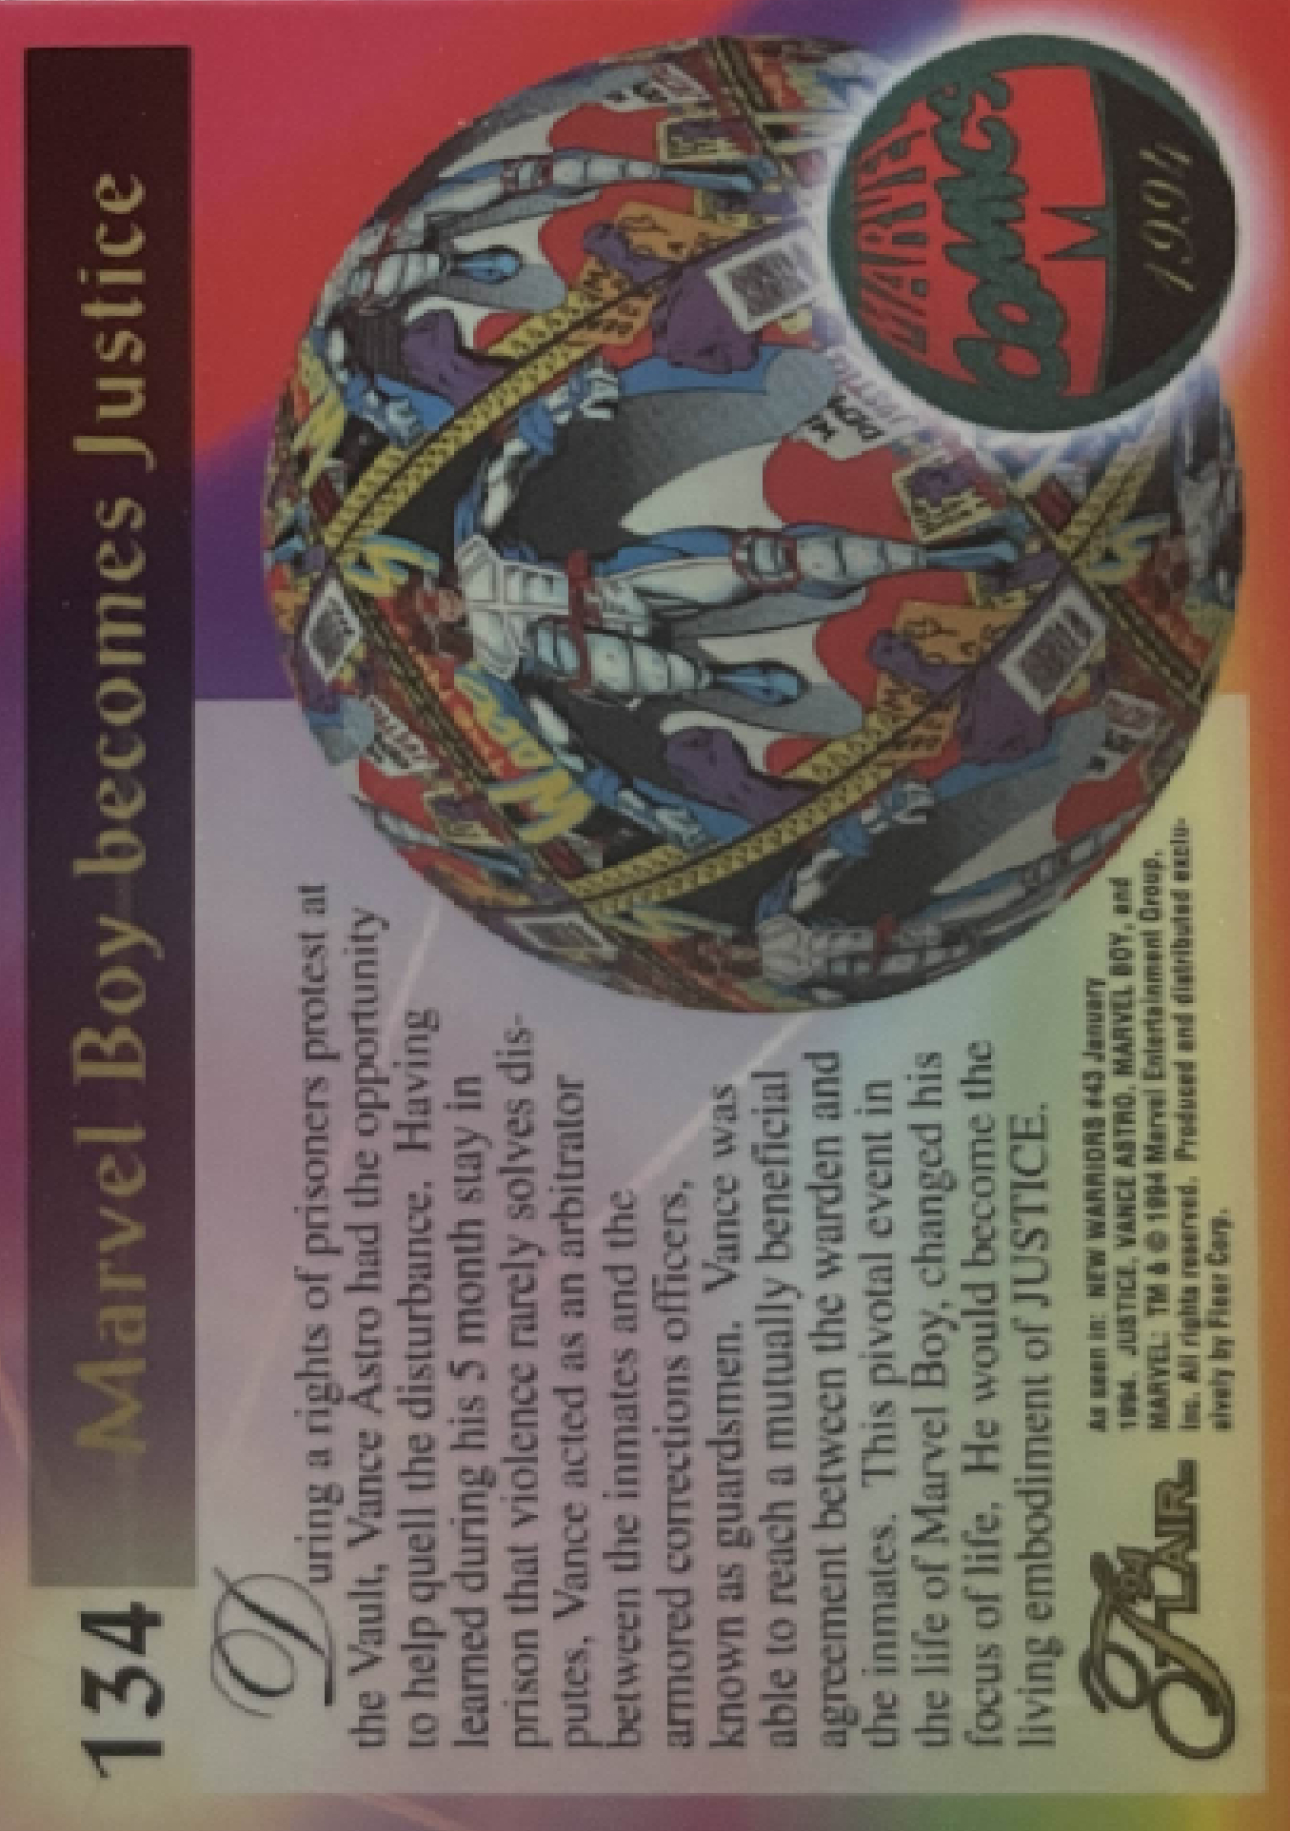 134
Marvel Boy becomes Justice
During a rights of prisoners protest at
the Vault, Vance Astro had the opportunity
to help quell the disturbance. Having
learned during his 5 month stay in
prison that violence rarely solves dis-
putes, Vance acted as an arbitrator
between the inmates and the
armored corrections officers,
known as guardsmen. Vance was
able to reach a mutually beneficial
agreement between the warden and
the inmates. This pivotal event in
the life of Marvel Boy, changed his
focus of life. He would become the
living embodiment of JUSTICE.
'94
FLAIR
As seen in: NEW WARRIORS #43 January
1994. JUSTICE, VANCE ASTRO, MARVEL BOY, and
MARVEL: TM & © 1994 Marvel Entertainment Group,
Inc. All rights reserved. Produced and distributed exclu-
sively by Fleer Corp.
MARVEL
COMICS
M
1994